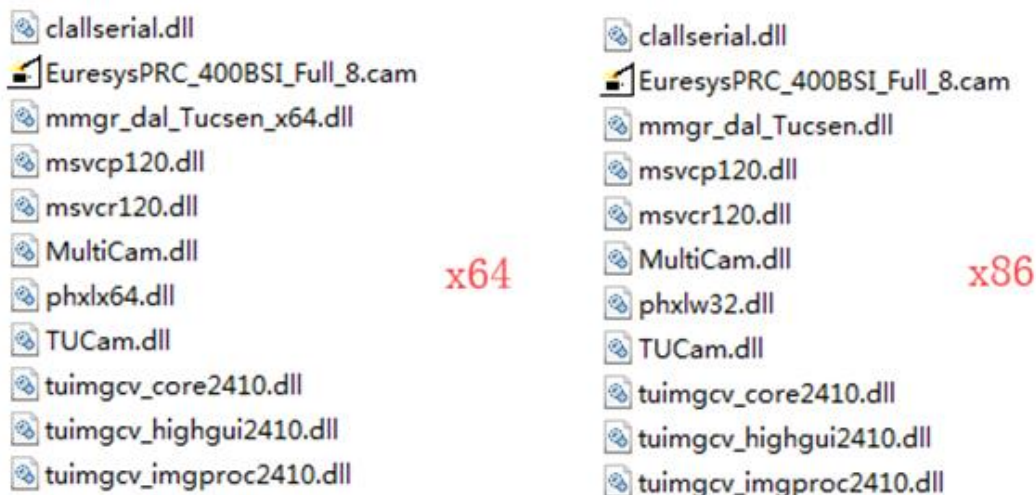 clallserial.dll
EuresysPRC_400BSI_Full_8.cam
mmgr_dal_Tucsen_x64.dll
msvcp120.dll
msvcr120.dll
MultiCam.dll
phxlx64.dll
TUCam.dll
tuimgcv_core2410.dll
tuimgcv_highgui2410.dll
tuimgcv_imgproc2410.dll
x64
clallserial.dll
EuresysPRC_400BSI_Full_8.cam
mmgr_dal_Tucsen.dll
msvcp120.dll
msvcr120.dll
MultiCam.dll
phxlw32.dll
TUCam.dll
tuimgcv_core2410.dll
tuimgcv_highgui2410.dll
tuimgcv_imgproc2410.dll
x86